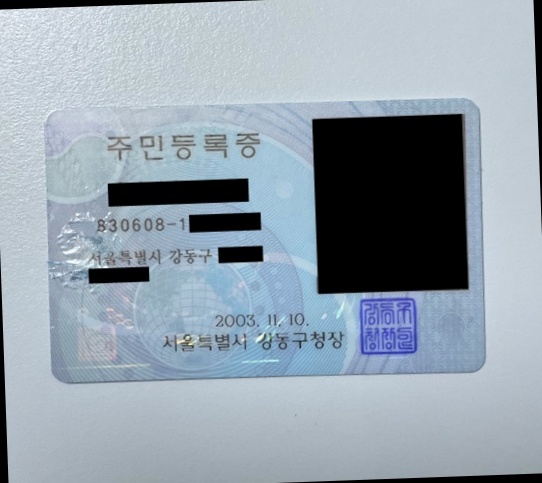 주민등록증
830608-1
서울특별시 강동구
2003. 11. 10.
서울특별시 강동구청장